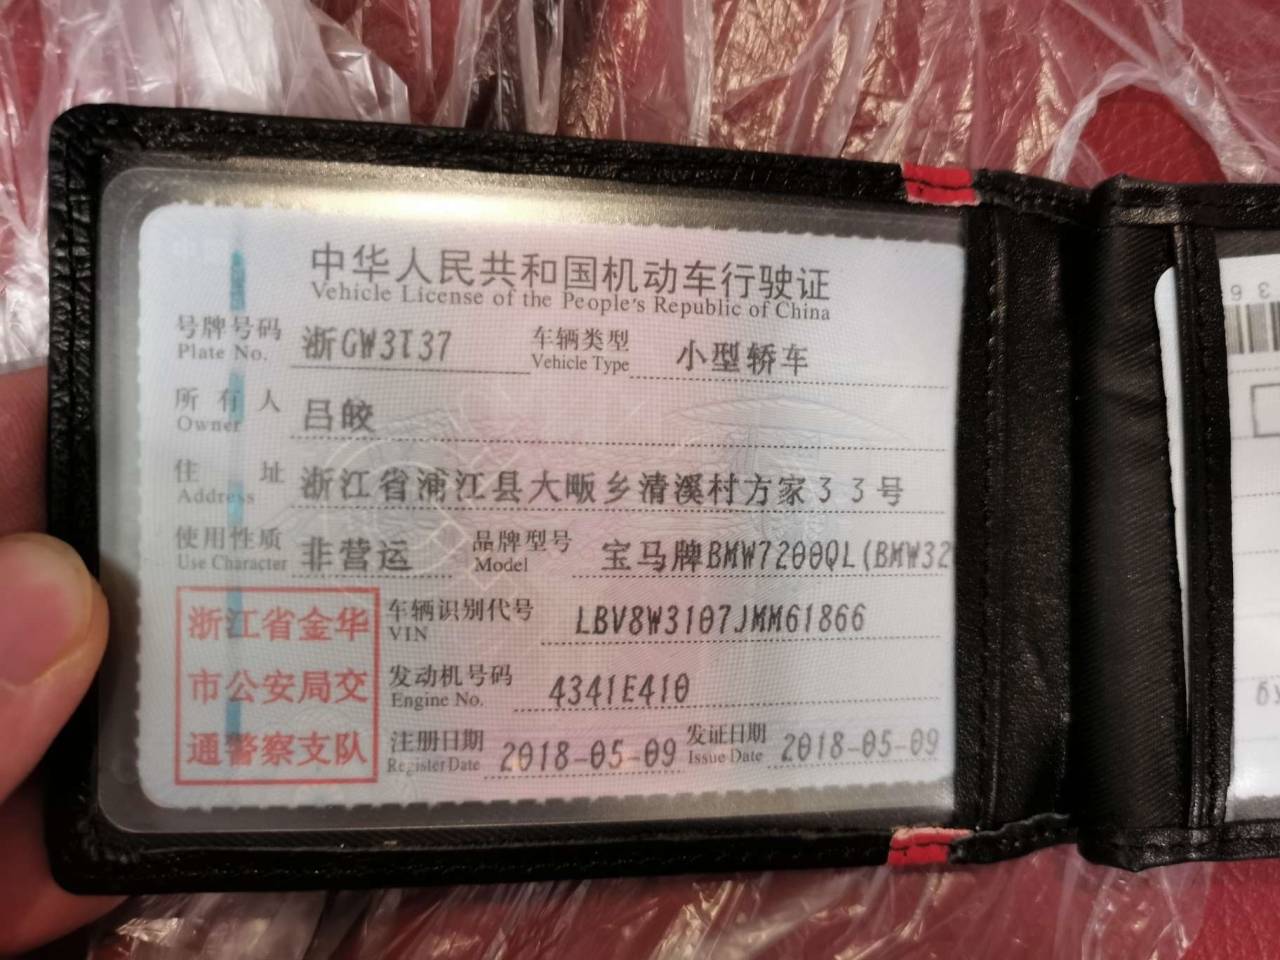 中华人民共和国机动车行驶证
Vehicle License of the People's Republic of China
号牌号码 浙GW3T37 车辆类型 小型轿车
Plate No. Vehicle Type
所有人 吕皎
Owner
住址 浙江省浦江县大畈乡清溪村方家33号
Address
使用性质 非营运 品牌型号 宝马牌BMW7200QL(BMW32
Use Character Model
浙江省金华
市公安局交
通警察支队
车辆识别代号 LBV8W3107JMM61866
VIN
发动机号码 4341E410
Engine No.
注册日期 2018-05-09 发证日期 2018-05-09
Register Date Issue Date